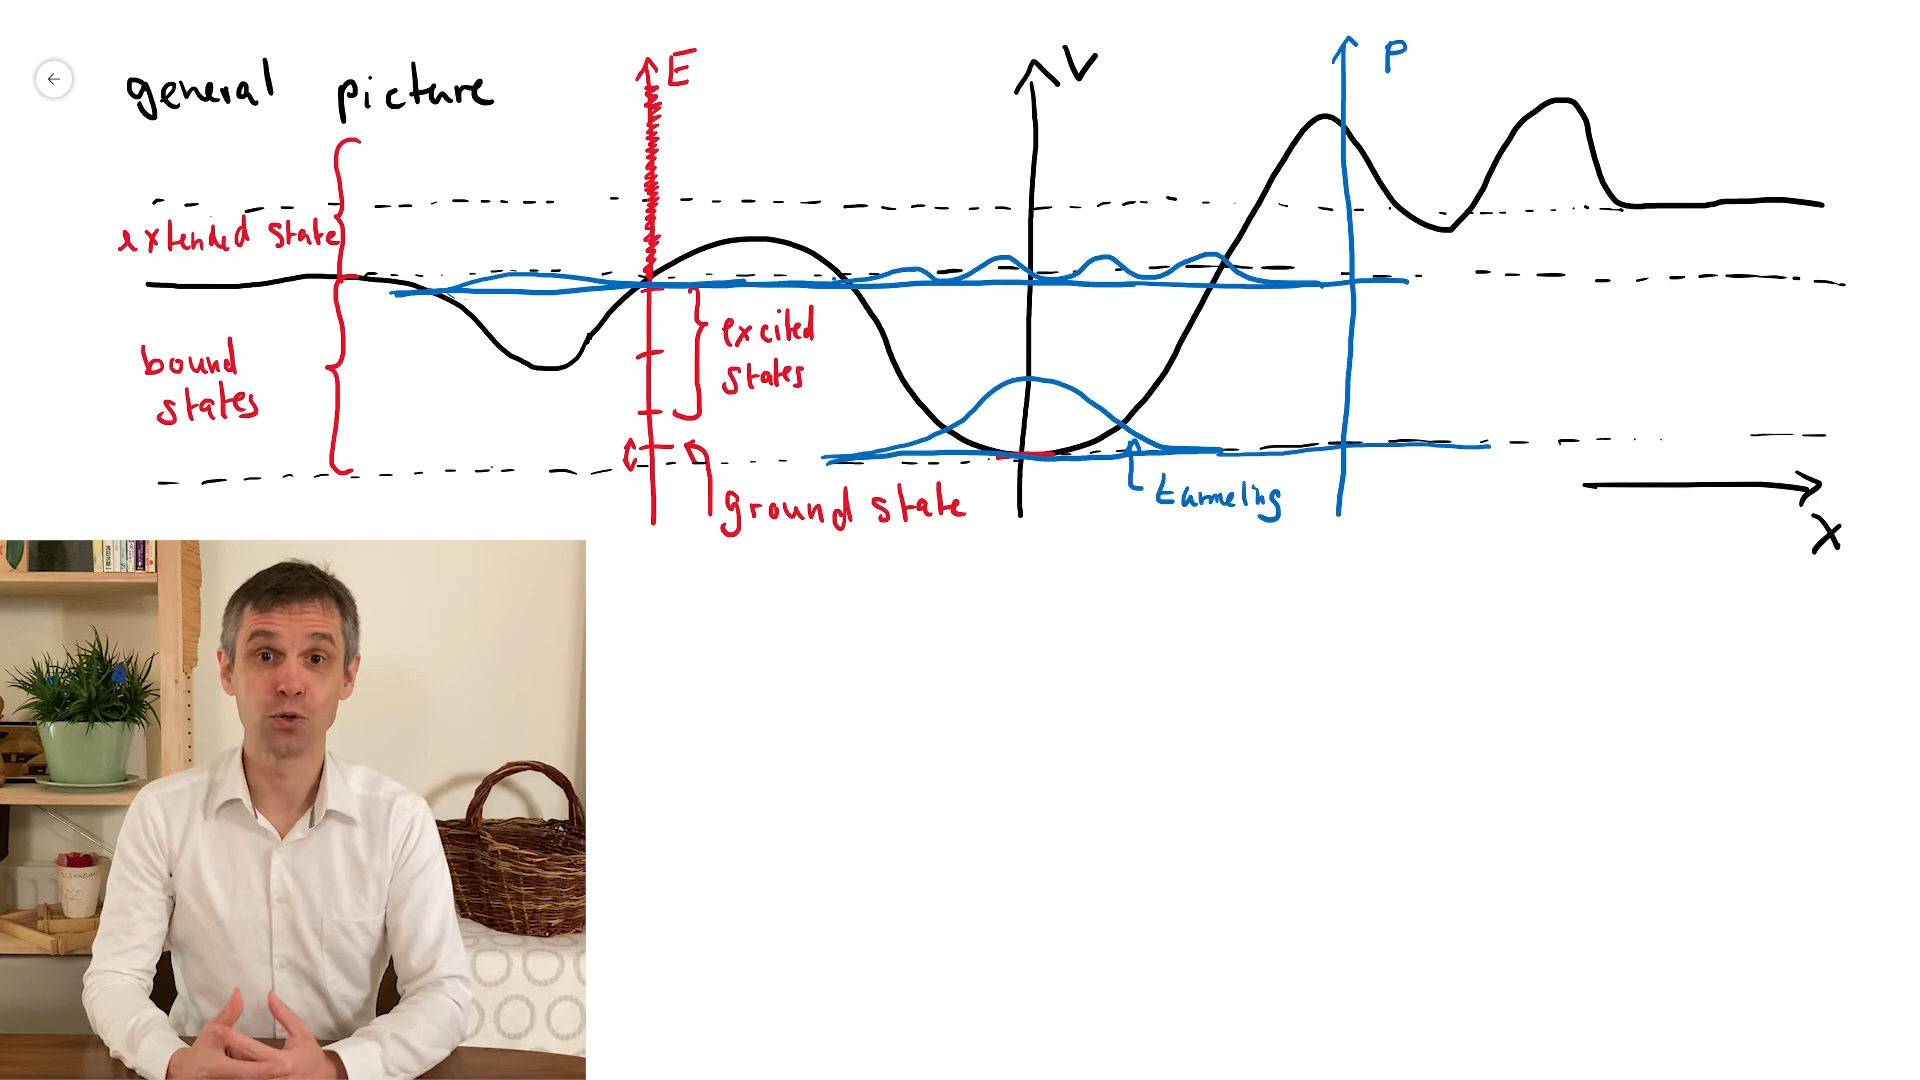 general picture
E
V
P
extended state
bound
states
excited
states
ground state
tunneling
x